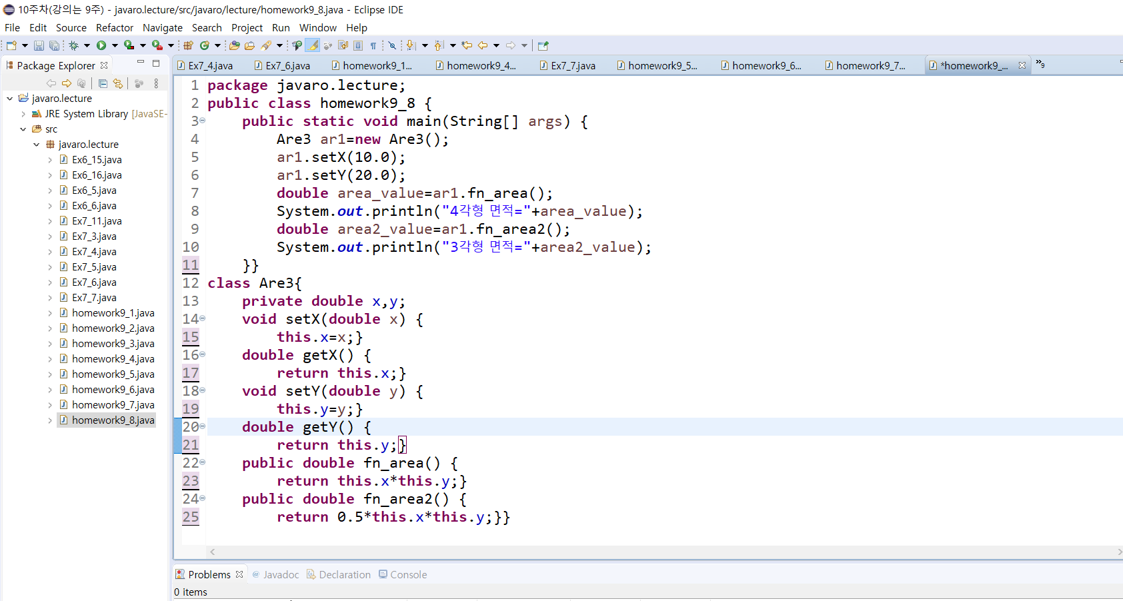 10주차(강의는 9주) - javaro.lecture/src/javaro/lecture/homework9_8.java - Eclipse IDE
File Edit Source Refactor Navigate Search Project Run Window Help
Package Explorer
Ex7_4.java Ex7_6.java homework9_1... homework9_4... Ex7_7.java homework9_5... homework9_6... homework9_7... *homework9_... »9
javaro.lecture
JRE System Library [JavaSE-
src
javaro.lecture
Ex6_15.java
Ex6_16.java
Ex6_5.java
Ex6_6.java
Ex7_11.java
Ex7_3.java
Ex7_4.java
Ex7_5.java
Ex7_6.java
Ex7_7.java
homework9_1.java
homework9_2.java
homework9_3.java
homework9_4.java
homework9_5.java
homework9_6.java
homework9_7.java
homework9_8.java
1 package javaro.lecture;
2 public class homework9_8 {
3 public static void main(String[] args) {
4 Are3 ar1=new Are3();
5 ar1.setX(10.0);
6 ar1.setY(20.0);
7 double area_value=ar1.fn_area();
8 System.out.println("4각형 면적="+area_value);
9 double area2_value=ar1.fn_area2();
10 System.out.println("3각형 면적="+area2_value);
11 }}
12 class Are3{
13 private double x,y;
14 void setX(double x) {
15 this.x=x;}
16 double getX() {
17 return this.x;}
18 void setY(double y) {
19 this.y=y;}
20 double getY() {
21 return this.y;}
22 public double fn_area() {
23 return this.x*this.y;}
24 public double fn_area2() {
25 return 0.5*this.x*this.y;}}
Problems Javadoc Declaration Console
0 items